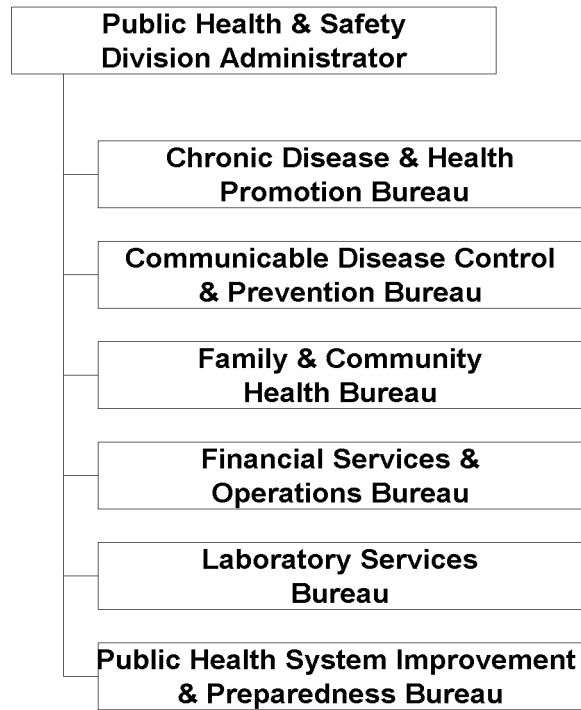 Public Health & Safety
Division Administrator
Chronic Disease & Health
Promotion Bureau
Communicable Disease Control
& Prevention Bureau
Family & Community
Health Bureau
Financial Services &
Operations Bureau
Laboratory Services
Bureau
Public Health System Improvement
& Preparedness Bureau